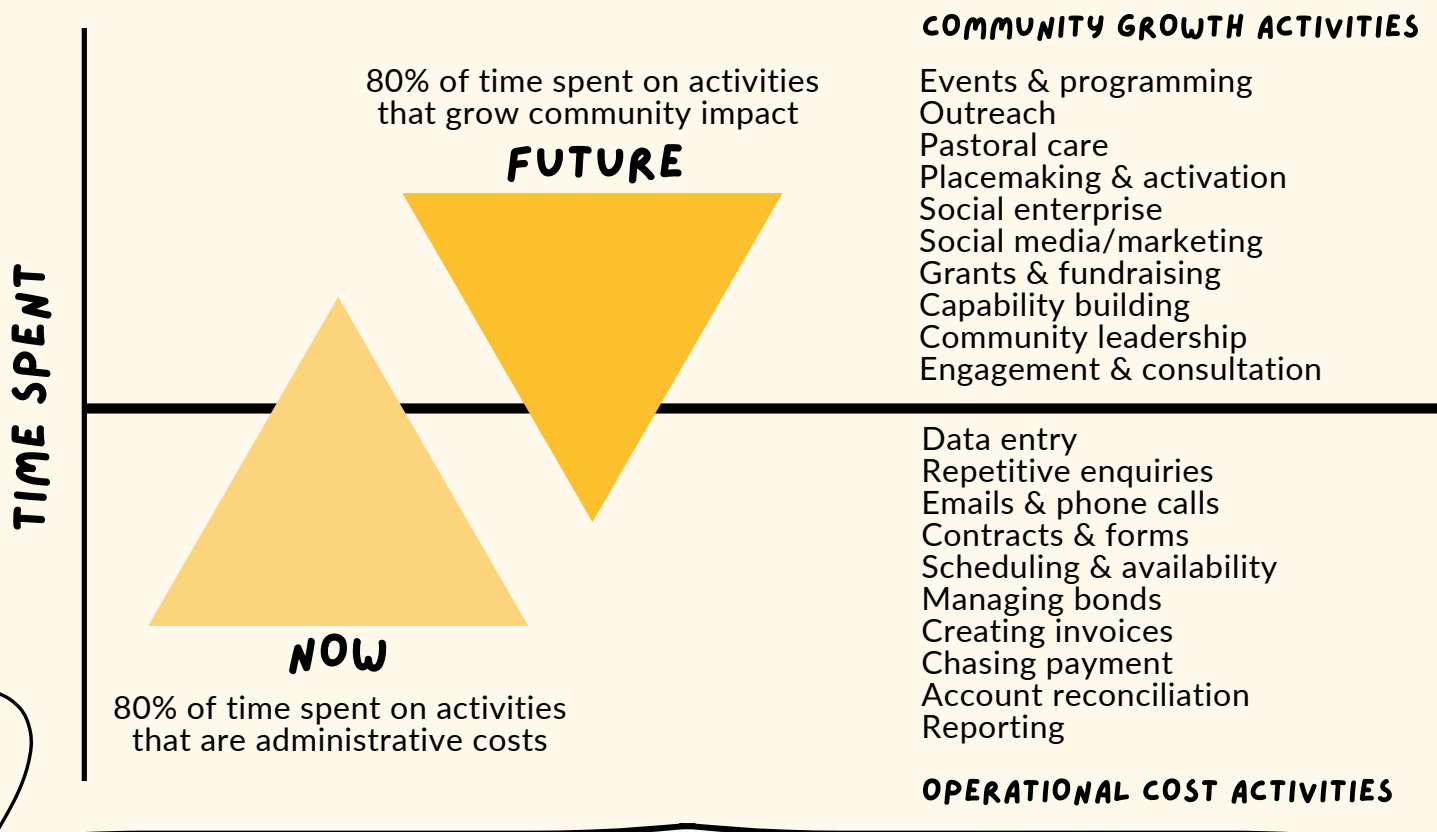 TIME SPENT
80% of time spent on activities
that grow community impact
FUTURE
NOW
80% of time spent on activities
that are administrative costs
COMMUNITY GROWTH ACTIVITIES
Events & programming
Outreach
Pastoral care
Placemaking & activation
Social enterprise
Social media/marketing
Grants & fundraising
Capability building
Community leadership
Engagement & consultation
Data entry
Repetitive enquiries
Emails & phone calls
Contracts & forms
Scheduling & availability
Managing bonds
Creating invoices
Chasing payment
Account reconciliation
Reporting
OPERATIONAL COST ACTIVITIES